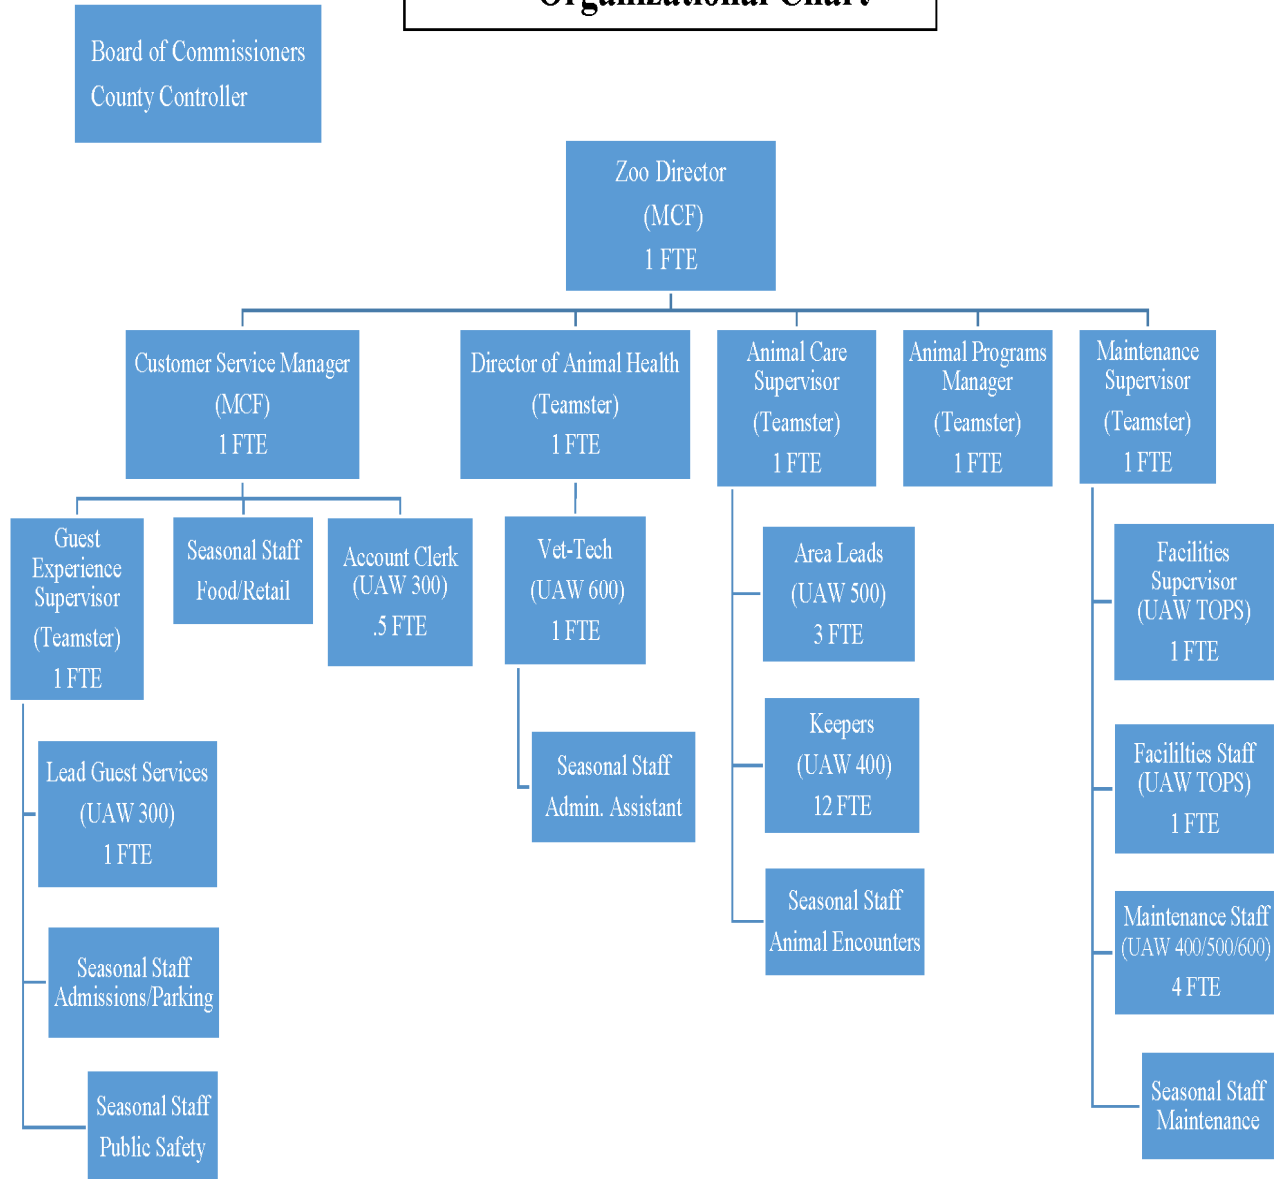 Organizational Chart
Board of Commissioners
County Controller
Zoo Director
(MCF)
1 FTE
Customer Service Manager
(MCF)
1 FTE
Director of Animal Health
(Teamster)
1 FTE
Animal Care
Supervisor
(Teamster)
1 FTE
Animal Programs
Manager
(Teamster)
1 FTE
Maintenance
Supervisor
(Teamster)
1 FTE
Guest
Experience
Supervisor
(Teamster)
1 FTE
Seasonal Staff
Food/Retail
Account Clerk
(UAW 300)
.5 FTE
Vet-Tech
(UAW 600)
1 FTE
Area Leads
(UAW 500)
3 FTE
Facilities
Supervisor
(UAW TOPS)
1 FTE
Lead Guest Services
(UAW 300)
1 FTE
Seasonal Staff
Admin. Assistant
Keepers
(UAW 400)
12 FTE
Facililties Staff
(UAW TOPS)
1 FTE
Seasonal Staff
Admissions/Parking
Seasonal Staff
Animal Encounters
Maintenance Staff
(UAW 400/500/600)
4 FTE
Seasonal Staff
Public Safety
Seasonal Staff
Maintenance